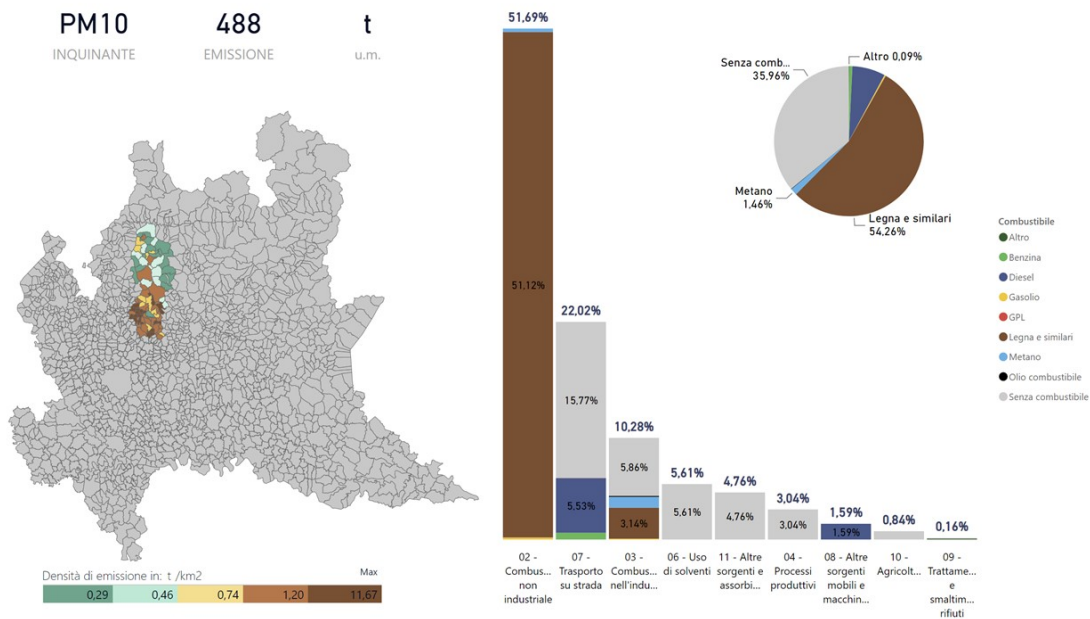 PM10
488
t
INQUINANTE
EMISSIONE
u.m.
Densità di emissione in: t /km2
Max
0,29
0,46
0,74
1,20
11,67
51,69%
51,12%
22,02%
15,77%
5,53%
10,28%
5,86%
3,14%
5,61%
5,61%
4,76%
4,76%
3,04%
3,04%
1,59%
1,59%
0,84%
0,16%
02 -
Combus...
non
industriale
07 -
Trasporto
su strada
03 -
Combus...
nell'indu...
06 - Uso
di solventi
11 - Altre
sorgenti e
assorbi...
04 -
Processi
produttivi
08 - Altre
sorgenti
mobili e
macchin...
10 -
Agricolt...
09 -
Trattame...
e
smaltim...
rifiuti
Senza comb...
35,96%
Altro 0,09%
Metano
1,46%
Legna e similari
54,26%
Combustibile
Altro
Benzina
Diesel
Gasolio
GPL
Legna e similari
Metano
Olio combustibile
Senza combustibile